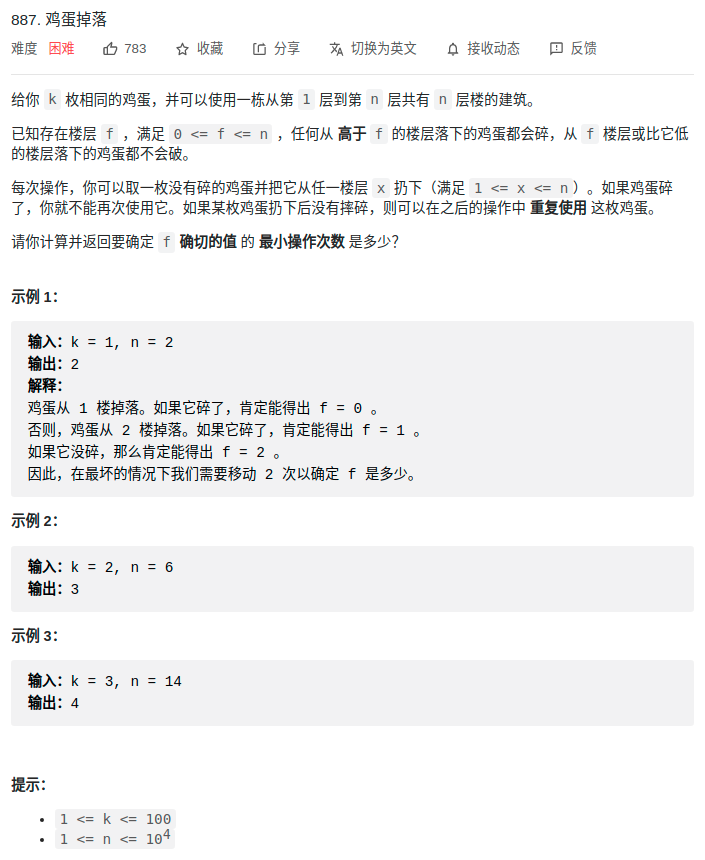 887. 鸡蛋掉落
难度 困难 783 收藏 分享 切换为英文 接收动态 反馈
给你 k 枚相同的鸡蛋，并可以使用一栋从第 1 层到第 n 层共有 n 层楼的建筑。
已知存在楼层 f ，满足 0 <= f <= n ，任何从 高于 f 的楼层落下的鸡蛋都会碎，从 f 楼层或比它低
的楼层落下的鸡蛋都不会破。
每次操作，你可以取一枚没有碎的鸡蛋并把它从任一楼层 x 扔下（满足 1 <= x <= n）。如果鸡蛋碎
了，你就不能再次使用它。如果某枚鸡蛋扔下后没有摔碎，则可以在之后的操作中 重复使用 这枚鸡蛋。
请你计算并返回要确定 f 确切的值 的 最小操作次数 是多少？
示例 1：
输入：k = 1, n = 2
输出：2
解释：
鸡蛋从 1 楼掉落。如果它碎了，肯定能得出 f = 0 。
否则，鸡蛋从 2 楼掉落。如果它碎了，肯定能得出 f = 1 。
如果它没碎，那么肯定能得出 f = 2 。
因此，在最坏的情况下我们需要移动 2 次以确定 f 是多少。
示例 2：
输入：k = 2, n = 6
输出：3
示例 3：
输入：k = 3, n = 14
输出：4
提示：
• 1 <= k <= 100
• 1 <= n <= 10⁴